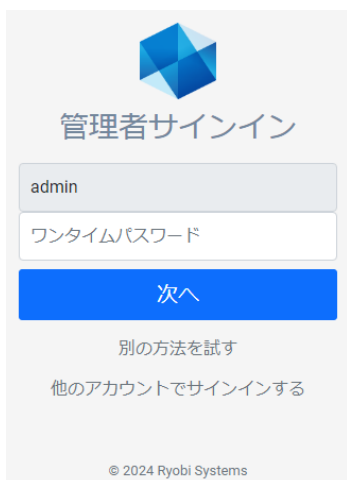 管理者サインイン
admin
ワンタイムパスワード
次へ
別の方法を試す
他のアカウントでサインインする
© 2024 Ryobi Systems